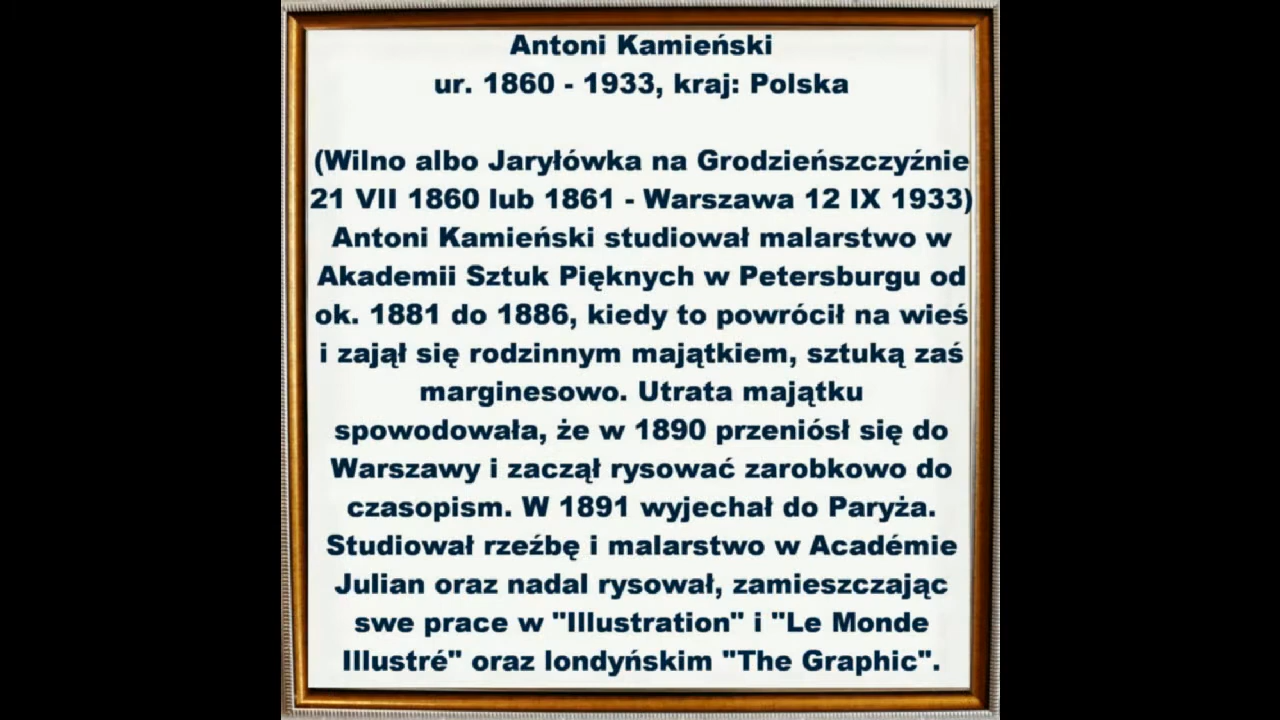 Antoni Kamieński
ur. 1860 - 1933, kraj: Polska
(Wilno albo Jaryłówka na Grodzieńszczyźnie
21 VII 1860 lub 1861 - Warszawa 12 IX 1933)
Antoni Kamieński studiował malarstwo w
Akademii Sztuk Pięknych w Petersburgu od
ok. 1881 do 1886, kiedy to powrócił na wieś
i zajął się rodzinnym majątkiem, sztuką zaś
marginesowo. Utrata majątku
spowodowała, że w 1890 przeniósł się do
Warszawy i zaczął rysować zarobkowo do
czasopism. W 1891 wyjechał do Paryża.
Studiował rzeźbę i malarstwo w Académie
Julian oraz nadal rysował, zamieszczając
swe prace w "Illustration" i "Le Monde
Illustré" oraz londyńskim "The Graphic".